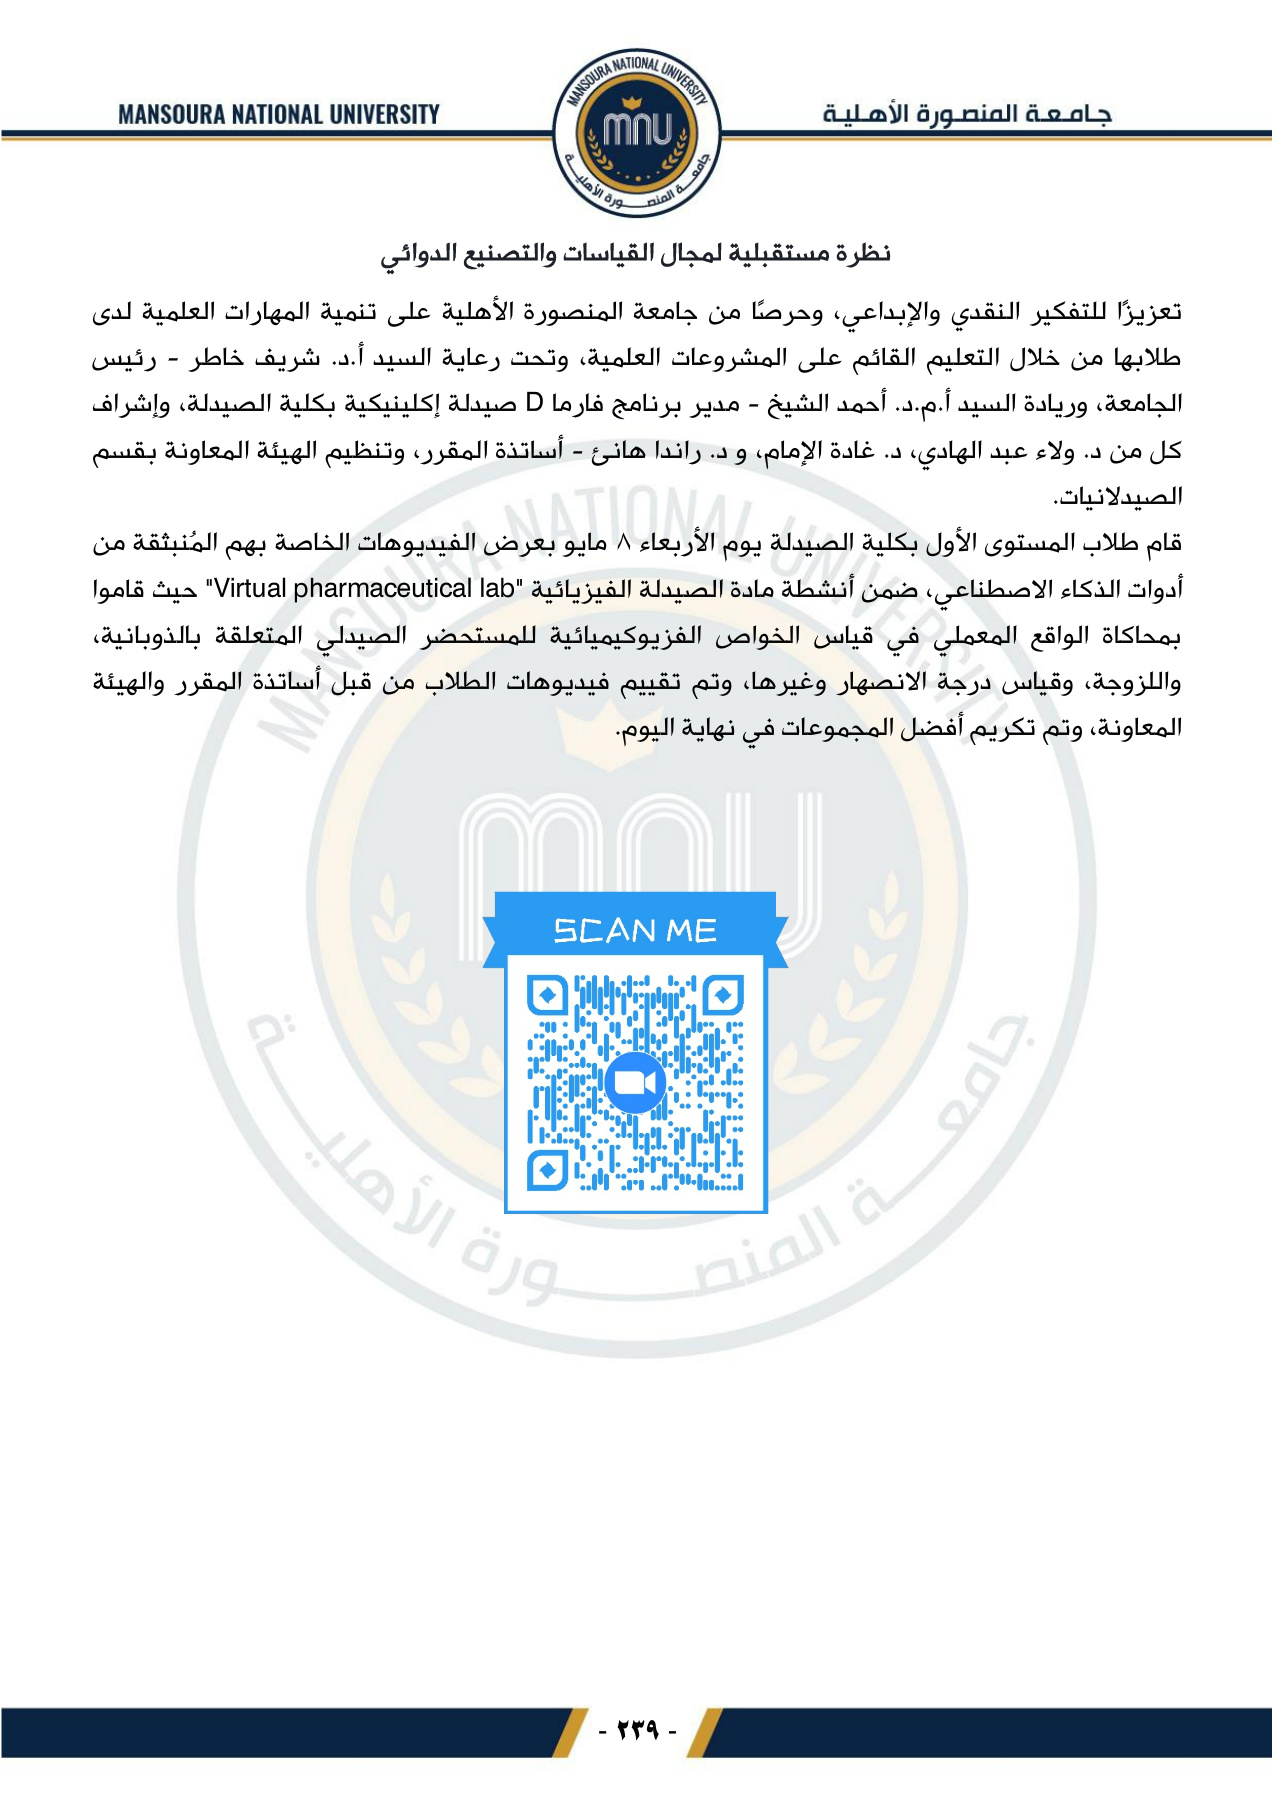 MANSOURA NATIONAL UNIVERSITY
جامعة المنصورة الأهلية
MANSOURA NATIONAL UNIVERSITY
mnu
جامعة المنصورة الأهلية
نظرة مستقبلية لمجال القياسات والتصنيع الدوائي
تعزيزًا للتفكير النقدي والإبداعي، وحرصًا من جامعة المنصورة الأهلية على تنمية المهارات العلمية لدى
طلابها من خلال التعليم القائم على المشروعات العلمية، وتحت رعاية السيد أ.د. شريف خاطر - رئيس
الجامعة، وريادة السيد أ.م.د. أحمد الشيخ - مدير برنامج فارما D صيدلة إكلينيكية بكلية الصيدلة، وإشراف
كل من د. ولاء عبد الهادي، د. غادة الإمام، و د. راندا هانئ - أساتذة المقرر، وتنظيم الهيئة المعاونة بقسم
الصيدلانيات.
قام طلاب المستوى الأول بكلية الصيدلة يوم الأربعاء ٨ مايو بعرض الفيديوهات الخاصة بهم المُنبثقة من
أدوات الذكاء الاصطناعي، ضمن أنشطة مادة الصيدلة الفيزيائية "Virtual pharmaceutical lab" حيث قاموا
بمحاكاة الواقع المعملي في قياس الخواص الفزيوكيميائية للمستحضر الصيدلي المتعلقة بالذوبانية،
واللزوجة، وقياس درجة الانصهار وغيرها، وتم تقييم فيديوهات الطلاب من قبل أساتذة المقرر والهيئة
المعاونة، وتم تكريم أفضل المجموعات في نهاية اليوم.
MANSOURA NATIONAL UNIVERSITY
mnu
جامعة المنصورة الأهلية
SCAN ME
- ٢٣٩ -